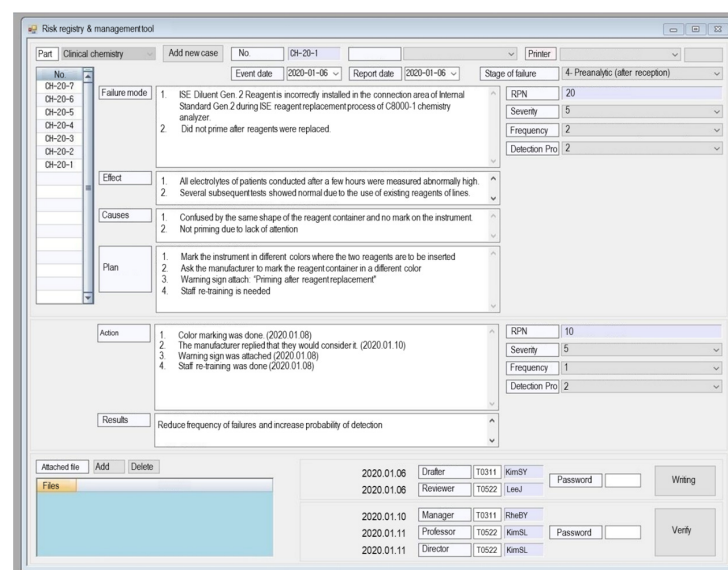 Risk registry & management tool
Part Clinical chemistry Add new case No. CH-20-1 Printer
Event date 2020-01-06 Report date 2020-01-06 Stage of failure 4- Preanalytic (after reception)
No.
CH-20-7
CH-20-6
CH-20-5
CH-20-4
CH-20-3
CH-20-2
CH-20-1
Failure mode
1. ISE Diluent Gen. 2 Reagent is incorrectly installed in the connection area of Internal
Standard Gen 2 during ISE reagent replacement process of C8000-1 chemistry
analyzer.
2. Did not prime after reagents were replaced.
RPN 20
Severity 5
Frequency 2
Detection Pro 2
Effect
1. All electrolytes of patients conducted after a few hours were measured abnormally high.
2. Several subsequent tests showed normal due to the use of existing reagents of lines.
Causes
1. Confused by the same shape of the reagent container and no mark on the instrument.
2. Not priming due to lack of attention
Plan
1. Mark the instrument in different colors where the two reagents are to be inserted
2. Ask the manufacturer to mark the reagent container in a different color
3. Warning sign attach: "Priming after reagent replacement"
4. Staff re-training is needed
Action
1. Color marking was done. (2020.01.08)
2. The manufacturer replied that they would consider it. (2020.01.10)
3. Warning sign was attached (2020.01.08)
4. Staff re-training was done (2020.01.08)
RPN 10
Severity 5
Frequency 1
Detection Pro 2
Results
Reduce frequency of failures and increase probability of detection
Attached file Add Delete
Files
2020.01.06 Drafter T0311 KimSY
2020.01.06 Reviewer T0522 LeeJ
Password Writing
2020.01.10 Manager T0311 RheBY
2020.01.11 Professor T0522 KimSL Password Verify
2020.01.11 Director T0522 KimSL